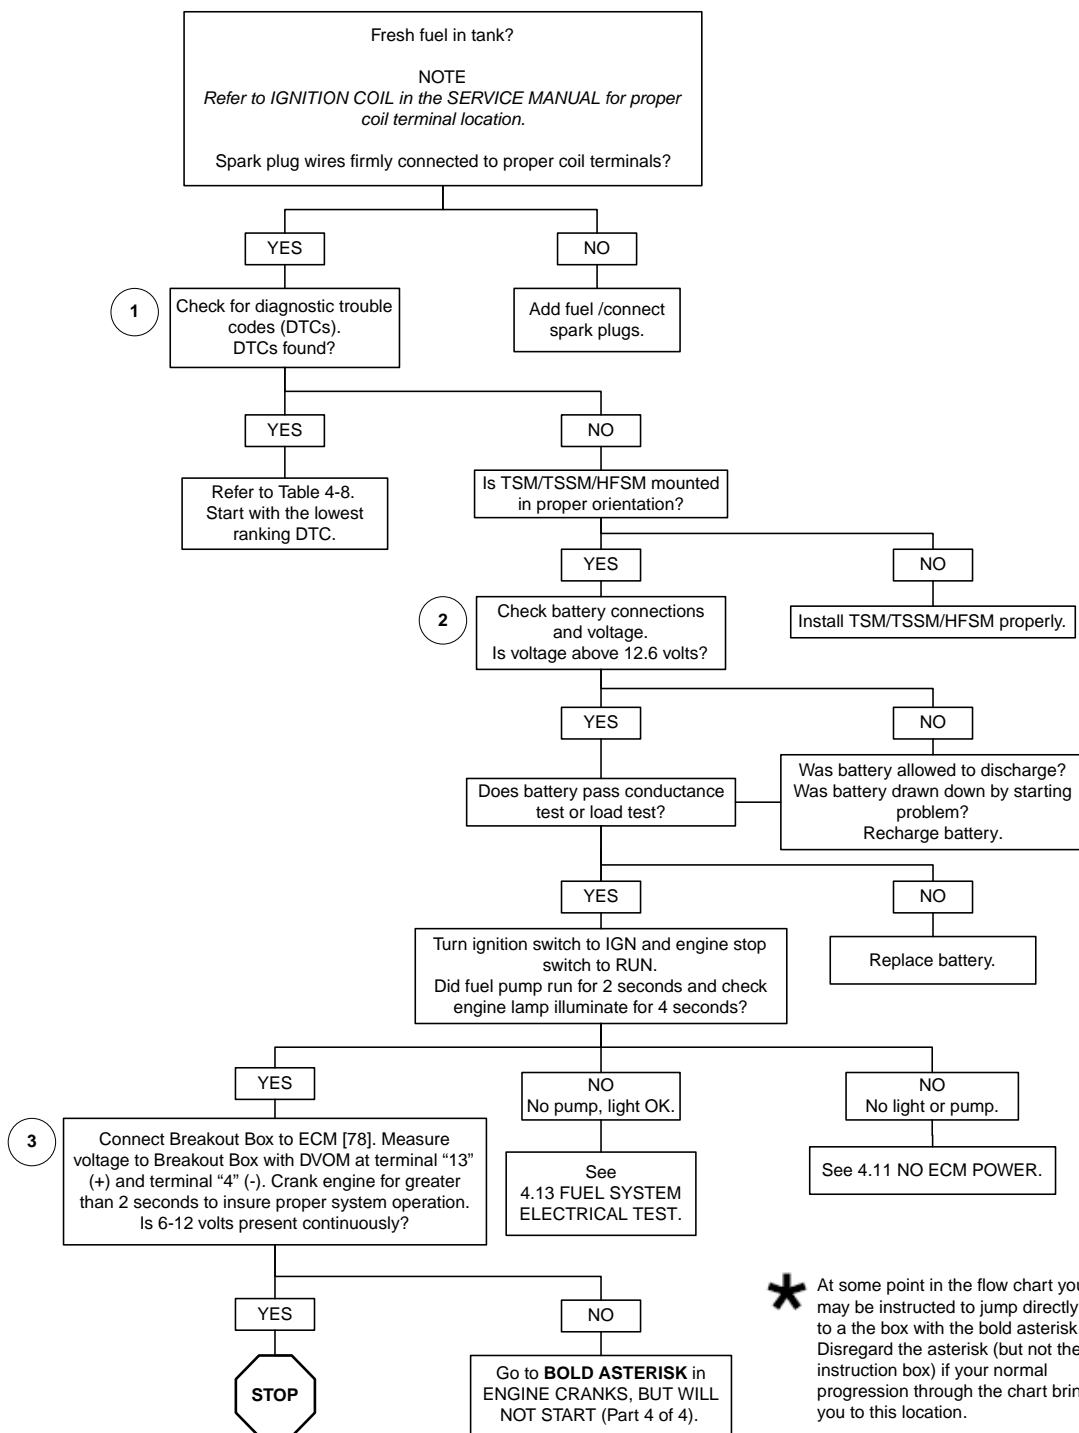 Fresh fuel in tank?
NOTE
Refer to IGNITION COIL in the SERVICE MANUAL for proper
coil terminal location.
Spark plug wires firmly connected to proper coil terminals?
YES
NO
1
Check for diagnostic trouble
codes (DTCs).
DTCs found?
Add fuel /connect
spark plugs.
YES
NO
Refer to Table 4-8.
Start with the lowest
ranking DTC.
Is TSM/TSSM/HFSM mounted
in proper orientation?
YES
NO
2
Check battery connections
and voltage.
Is voltage above 12.6 volts?
Install TSM/TSSM/HFSM properly.
YES
NO
Does battery pass conductance
test or load test?
Was battery allowed to discharge?
Was battery drawn down by starting
problem?
Recharge battery.
YES
NO
Turn ignition switch to IGN and engine stop
switch to RUN.
Did fuel pump run for 2 seconds and check
engine lamp illuminate for 4 seconds?
Replace battery.
YES
NO
No pump, light OK.
NO
No light or pump.
3
Connect Breakout Box to ECM [78]. Measure
voltage to Breakout Box with DVOM at terminal “13”
(+) and terminal “4” (-). Crank engine for greater
than 2 seconds to insure proper system operation.
Is 6-12 volts present continuously?
See
4.13 FUEL SYSTEM
ELECTRICAL TEST.
See 4.11 NO ECM POWER.
YES
NO
STOP
Go to BOLD ASTERISK in
ENGINE CRANKS, BUT WILL
NOT START (Part 4 of 4).
* At some point in the flow chart you
may be instructed to jump directly
to a the box with the bold asterisk
Disregard the asterisk (but not the
instruction box) if your normal
progression through the chart brin
you to this location.